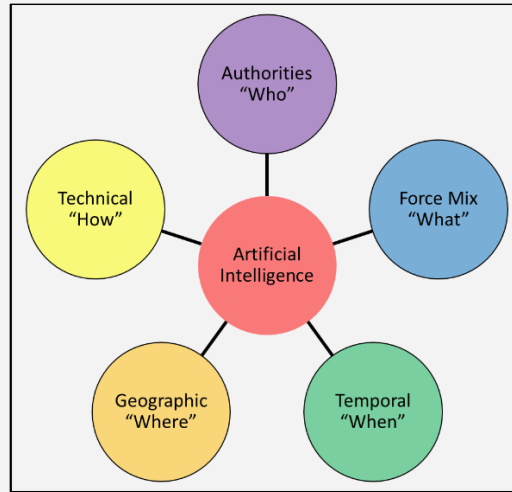 Authorities
“Who”
Technical
“How”
Force Mix
“What”
Artificial
Intelligence
Geographic
“Where”
Temporal
“When”